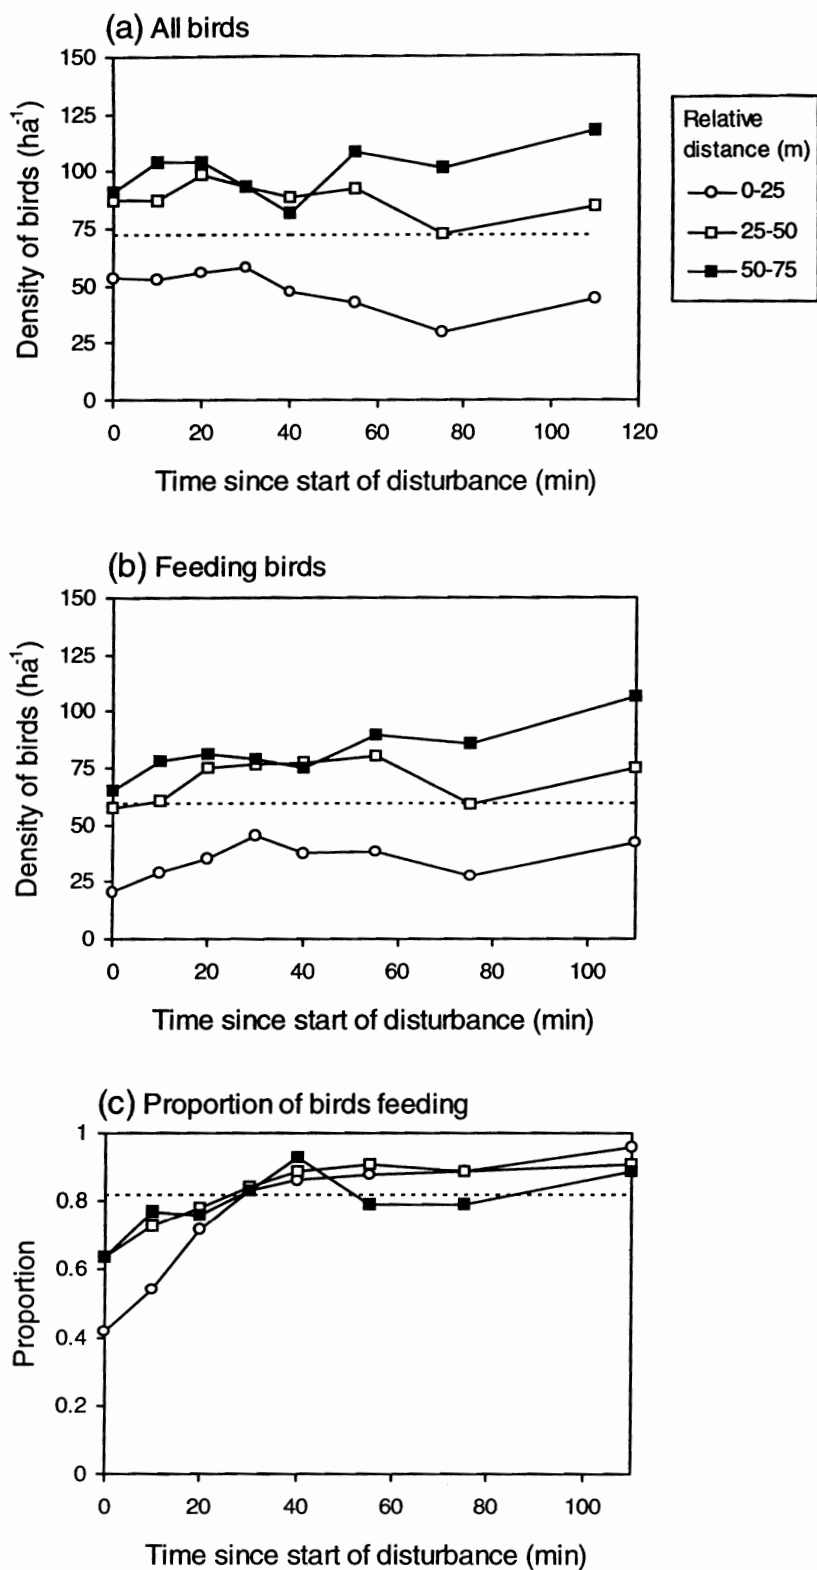 (a) All birds
150
125
100
75
50
25
0
Density of birds (ha⁻¹)
0 20 40 60 80 100 120
Time since start of disturbance (min)
Relative
distance (m)
0-25
25-50
50-75
(b) Feeding birds
150
125
100
75
50
25
0
Density of birds (ha⁻¹)
0 20 40 60 80 100
Time since start of disturbance (min)
(c) Proportion of birds feeding
1
0.8
0.6
0.4
0.2
0
Proportion
0 20 40 60 80 100
Time since start of disturbance (min)